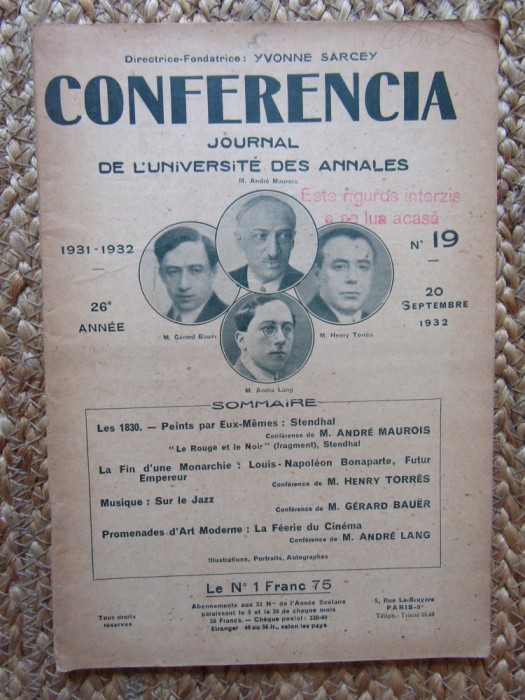 Directrice-Fondatrice: YVONNE SARCEY
CONFERENCIA
JOURNAL
DE L'UNIVERSITÉ DES ANNALES
M. André Maurois
Este riguros interzis
a se lua acasă
1931-1932
N° 19
26e
ANNÉE
20
SEPTEMBRE
1932
M. Gérard Bauër
M. Henry Torrès
M. André Lang
SOMMAIRE
Les 1830. — Peints par Eux-Mêmes : Stendhal
Conférence de M. ANDRÉ MAUROIS
"Le Rouge et le Noir" (fragment), Stendhal
La Fin d'une Monarchie : Louis-Napoléon Bonaparte, Futur
Empereur
Conférence de M. HENRY TORRÈS
Musique : Sur le Jazz
Conférence de M. GÉRARD BAUËR
Promenades d'Art Moderne : La Féerie du Cinéma
Conférence de M. ANDRÉ LANG
Illustrations, Portraits, Autographes
Le N° 1 Franc 75
Tous droits
réservés
Abonnements aux 24 Nos de l'Année Scolaire
paraissant le 5 et le 20 de chaque mois
Francs. — Chaque postal : 330-40
Etranger ou fr., selon les pays
5, Rue La-Bruyère
PARIS-9e
Téléph. : Trinité